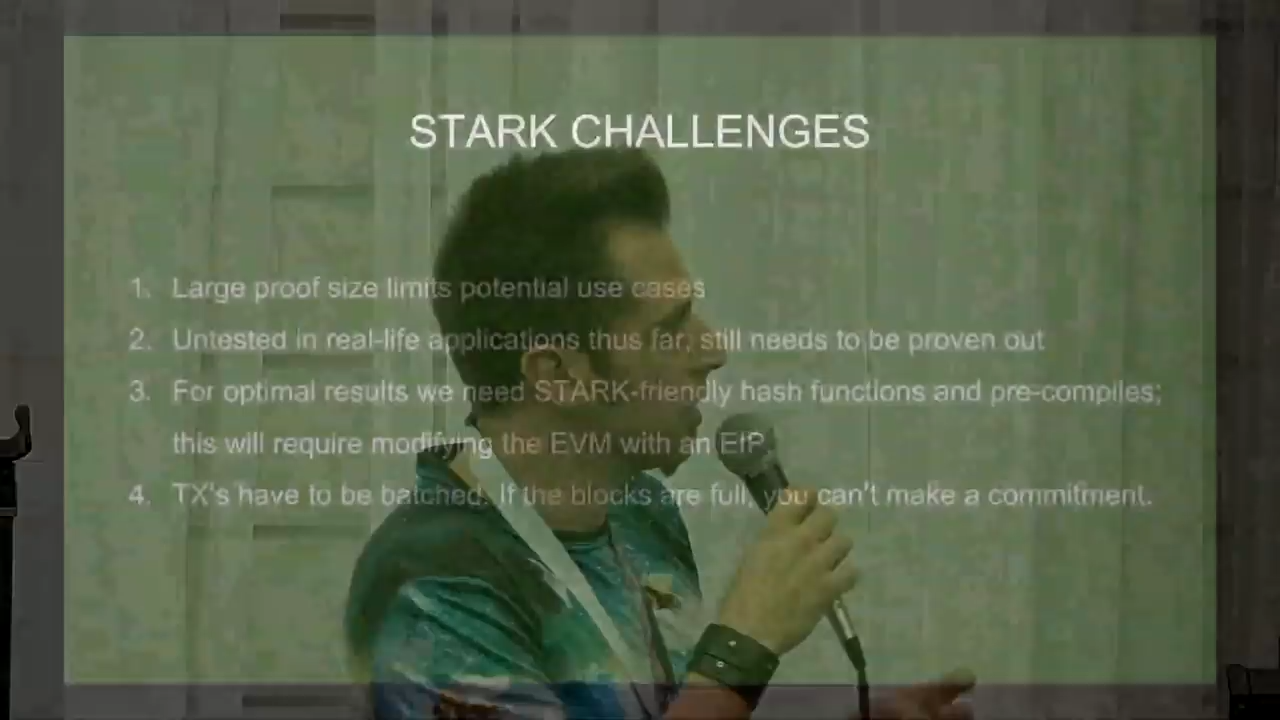 STARK CHALLENGES
1. Large proof size limits potential use cases
2. Untested in real-life applications thus far, still needs to be proven out
3. For optimal results we need STARK-friendly hash functions and pre-compiles;
this will require modifying the EVM with an EIP
4. TX's have to be batched. If the blocks are full, you can't make a commitment.